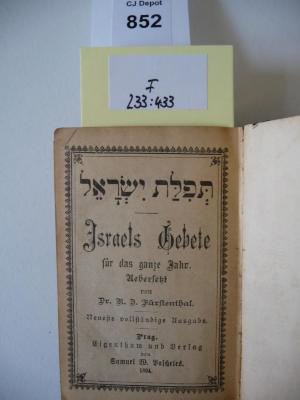 CJ Depot
852
F
233:433
תְּפִלַּת יִשְׂרָאֵל
Israels Gebete
für das ganze Jahr.
Uebersetzt
von
Dr. R. J. Fürstenthal.
Neueste vollständige Ausgabe.
Prag.
Eigenthum und Verlag
von
Samuel W. Pascheles.
1894.